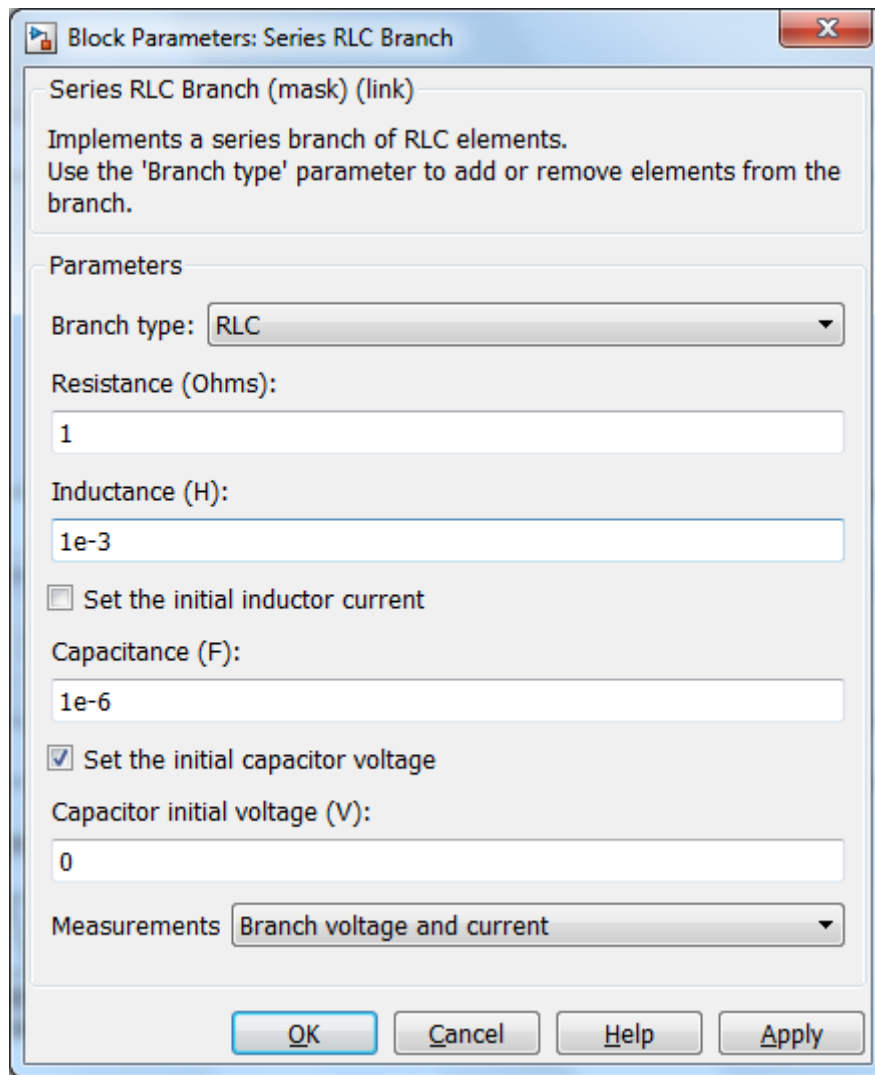 Block Parameters: Series RLC Branch
Series RLC Branch (mask) (link)
Implements a series branch of RLC elements.
Use the 'Branch type' parameter to add or remove elements from the
branch.
Parameters
Branch type: RLC
Resistance (Ohms):
1
Inductance (H):
1e-3
Set the initial inductor current
Capacitance (F):
1e-6
Set the initial capacitor voltage
Capacitor initial voltage (V):
0
Measurements Branch voltage and current
OK Cancel Help Apply